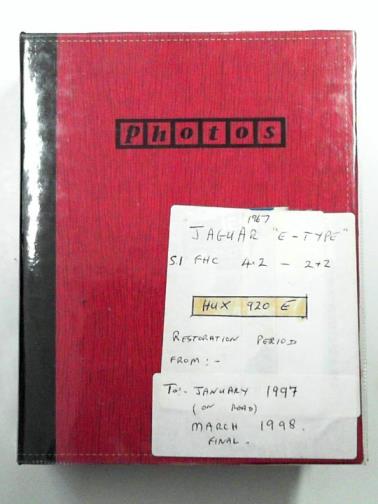 Photos
1967
JAGUAR "E-TYPE"
S.1 FHC 4.2 - 2+2
HUX 920 E
RESTORATION PERIOD
FROM:-
To:- JANUARY 1997
(ON ROAD)
MARCH 1998.
FINAL.